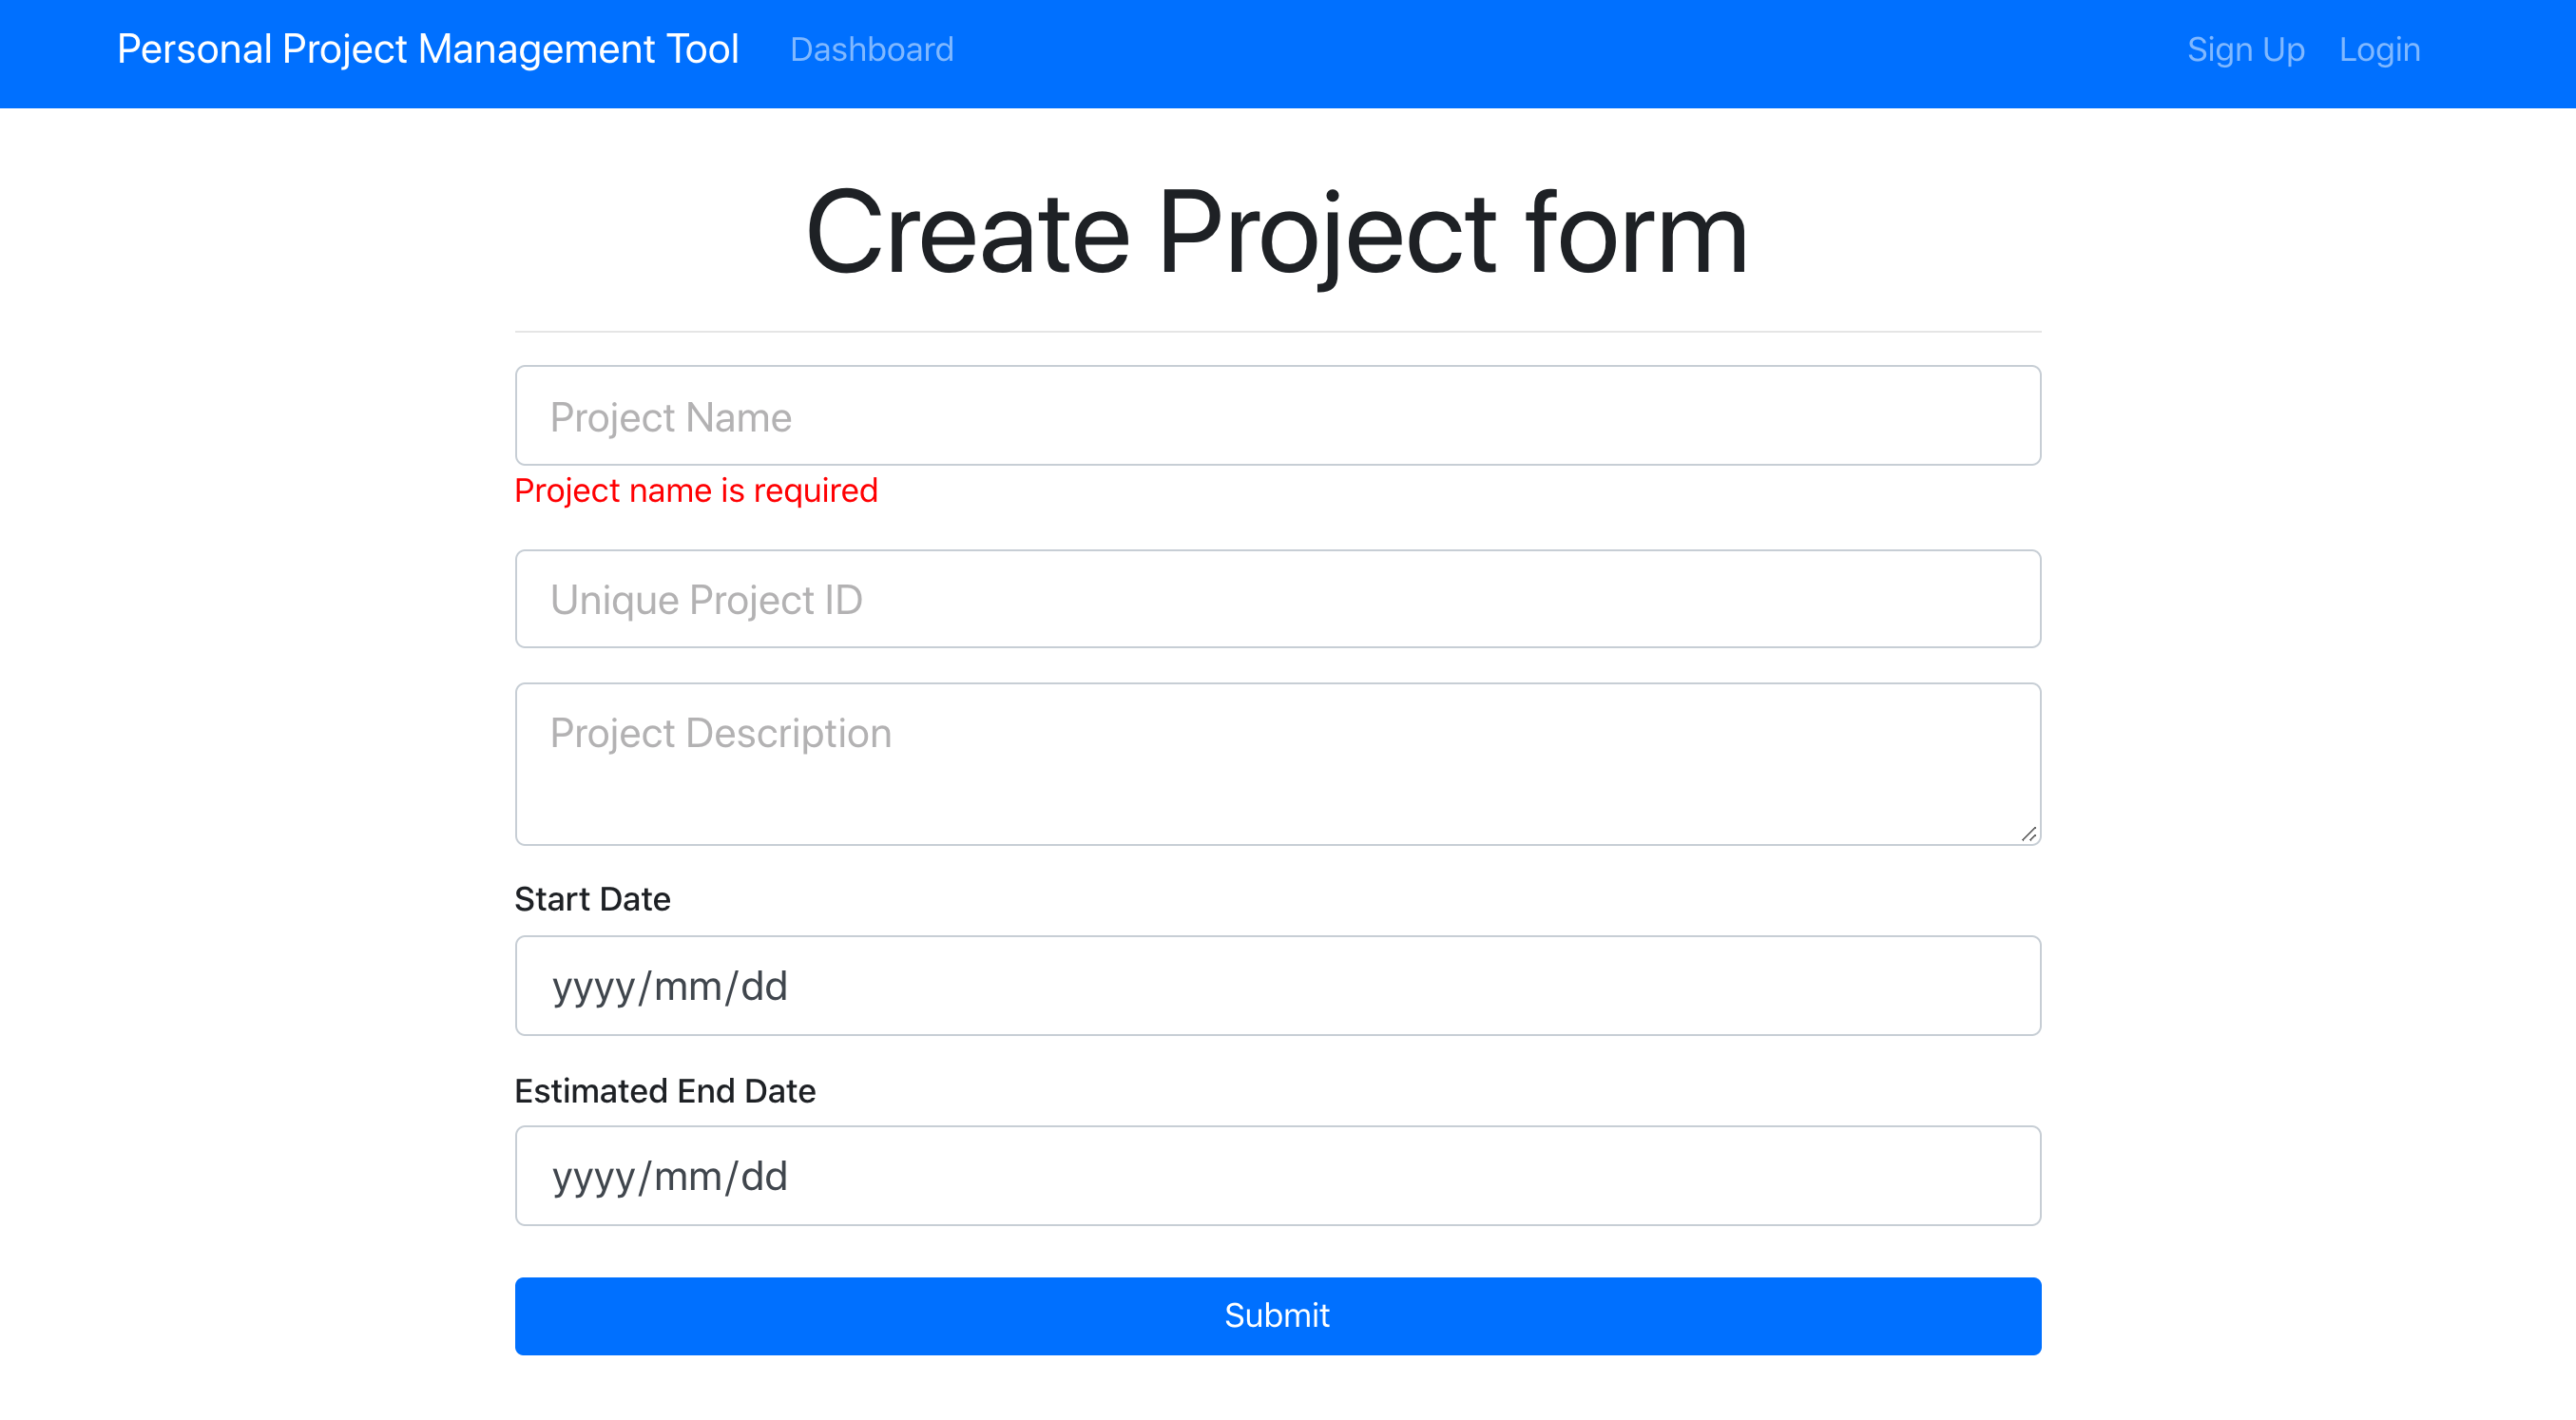 Personal Project Management Tool Dashboard Sign Up Login
Create Project form
Project Name
Project name is required
Unique Project ID
Project Description
Start Date
yyyy/mm/dd
Estimated End Date
yyyy/mm/dd
Submit